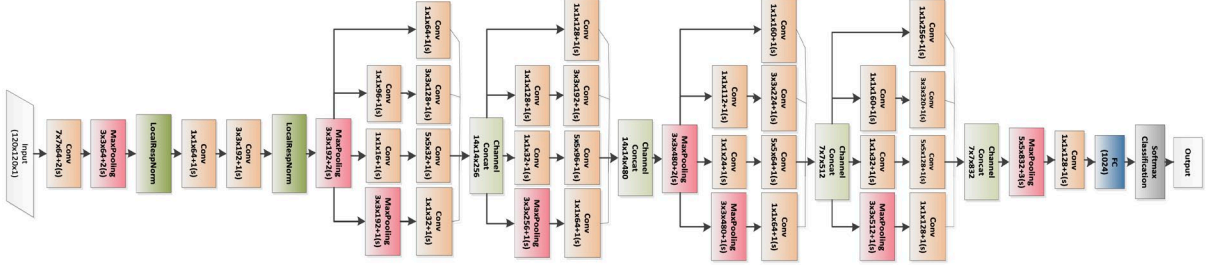 Input
(120x120x1)
Conv
7x7x64+2(s)
MaxPooling
3x3x64+2(s)
LocalRespNorm
Conv
1x1x64+1(s)
Conv
3x3x192+1(s)
LocalRespNorm
MaxPooling
3x3x192+2(s)
Conv
1x1x64+1(s)
Conv
1x1x96+1(s)
Conv
3x3x128+1(s)
Conv
1x1x16+1(s)
Conv
5x5x32+1(s)
MaxPooling
3x3x192+1(s)
Conv
1x1x32+1(s)
Channel
Concat
14x14x256
Conv
1x1x128+1(s)
Conv
1x1x128+1(s)
Conv
3x3x192+1(s)
Conv
1x1x32+1(s)
Conv
5x6x96+1(s)
MaxPooling
3x3x256+1(s)
Conv
1x1x64+1(s)
Channel
Concat
14x14x480
MaxPooling
3x3x480+2(s)
Conv
1x1x160+1(s)
Conv
1x1x112+1(s)
Conv
3x3x224+1(s)
Conv
1x1x24+1(s)
Conv
5x5x64+1(s)
MaxPooling
3x3x480+1(s)
Conv
1x1x64+1(s)
Channel
Concat
7x7x512
Conv
1x1x256+1(s)
Conv
1x1x160+1(s)
Conv
3x3x320+1(s)
Conv
1x1x32+1(s)
Conv
5x5x128+1(s)
MaxPooling
3x3x512+1(s)
Conv
1x1x128+1(s)
Channel
Concat
7x7x832
MaxPooling
5x5x832+3(s)
Conv
1x1x128+1(s)
FC
(1024)
Softmax
Classification
Output